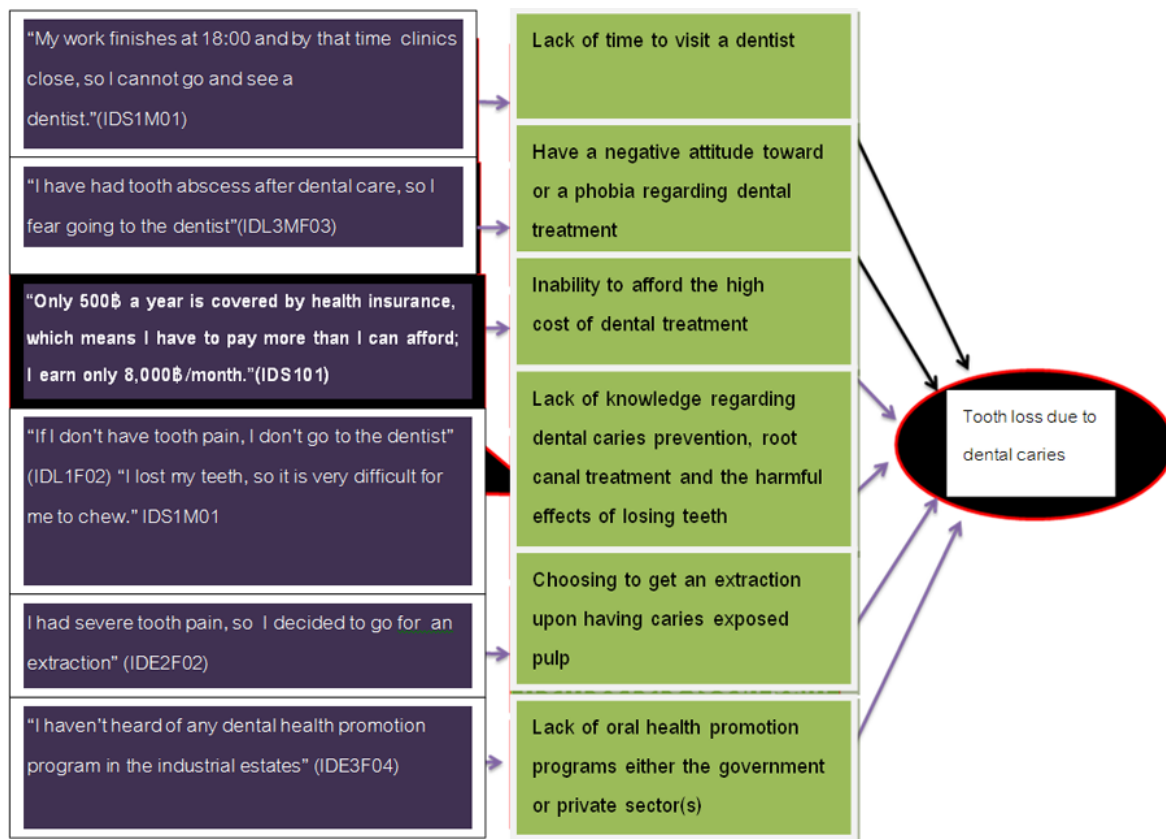 “My work finishes at 18:00 and by that time clinics
close, so I cannot go and see a
dentist.”(IDS1M01)
Lack of time to visit a dentist
“I have had tooth abscess after dental care, so I
fear going to the dentist”(IDL3MF03)
Have a negative attitude toward
or a phobia regarding dental
treatment
“Only 500฿ a year is covered by health insurance,
which means I have to pay more than I can afford;
I earn only 8,000฿/month.”(IDS101)
Inability to afford the high
cost of dental treatment
“If I don’t have tooth pain, I don’t go to the dentist”
(IDL1F02) “I lost my teeth, so it is very difficult for
me to chew.” IDS1M01
Lack of knowledge regarding
dental caries prevention, root
canal treatment and the harmful
effects of losing teeth
I had severe tooth pain, so I decided to go for an
extraction” (IDE2F02)
Choosing to get an extraction
upon having caries exposed
pulp
“I haven’t heard of any dental health promotion
program in the industrial estates” (IDE3F04)
Lack of oral health promotion
programs either the government
or private sector(s)
Tooth loss due to
dental caries